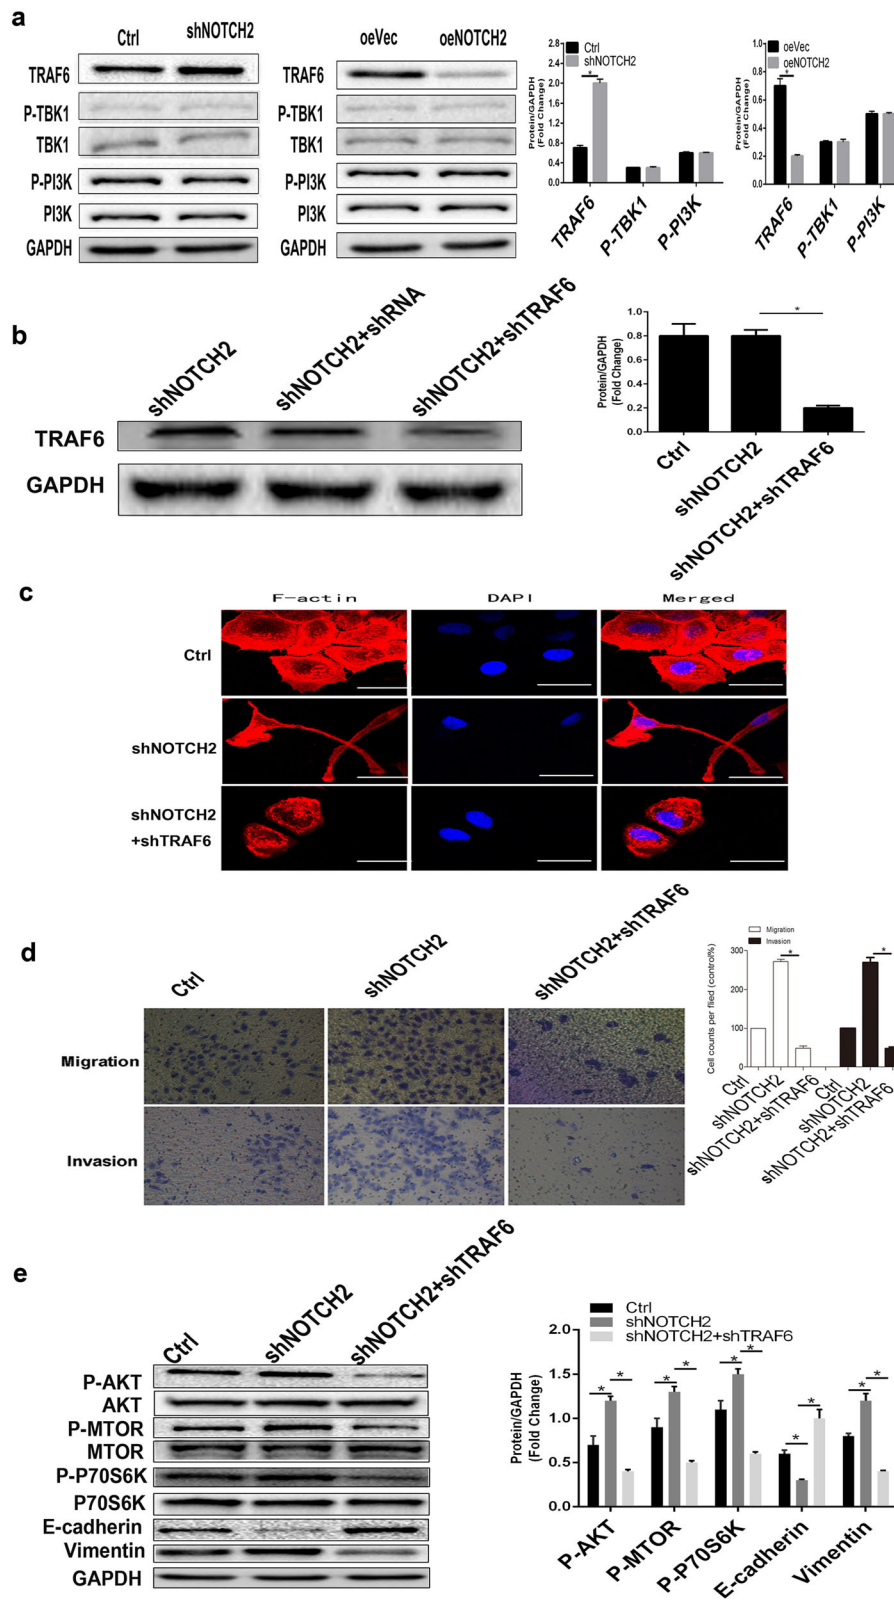 a
Ctrl shNOTCH2
TRAF6
P-TBK1
TBK1
P-PI3K
PI3K
GAPDH
oeVec oeNOTCH2
TRAF6
P-TBK1
TBK1
P-PI3K
PI3K
GAPDH
Ctrl
shNOTCH2
Protein/GAPDH
(Fold Change)
2.8
2.4
2.0
1.6
1.2
0.8
0.4
0.0
*
TRAF6 P-TBK1 P-PI3K
oeVec
oeNOTCH2
Protein/GAPDH
(Fold Change)
1.0
0.8
0.6
0.4
0.2
0.0
*
TRAF6 P-TBK1 P-PI3K
b
shNOTCH2 shNOTCH2+shRNA shNOTCH2+shTRAF6
TRAF6
GAPDH
Protein/GAPDH
(Fold Change)
1.0
0.8
0.6
0.4
0.2
0.0
*
Ctrl shNOTCH2 shNOTCH2+shTRAF6
c
F-actin DAPI Merged
Ctrl
shNOTCH2
shNOTCH2
+shTRAF6
d
Ctrl shNOTCH2 shNOTCH2+shTRAF6
Migration
Invasion
Migration
Invasion
Cell counts per flied (control%)
300
200
100
0
* *
Ctrl shNOTCH2 shNOTCH2+shTRAF6 Ctrl shNOTCH2 shNOTCH2+shTRAF6
e
Ctrl shNOTCH2 shNOTCH2+shTRAF6
P-AKT
AKT
P-MTOR
MTOR
P-P70S6K
P70S6K
E-cadherin
Vimentin
GAPDH
Ctrl
shNOTCH2
shNOTCH2+shTRAF6
Protein/GAPDH
(Fold Change)
2.0
1.5
1.0
0.5
0.0
* * * * * * * * * *
P-AKT P-MTOR P-P70S6K E-cadherin Vimentin